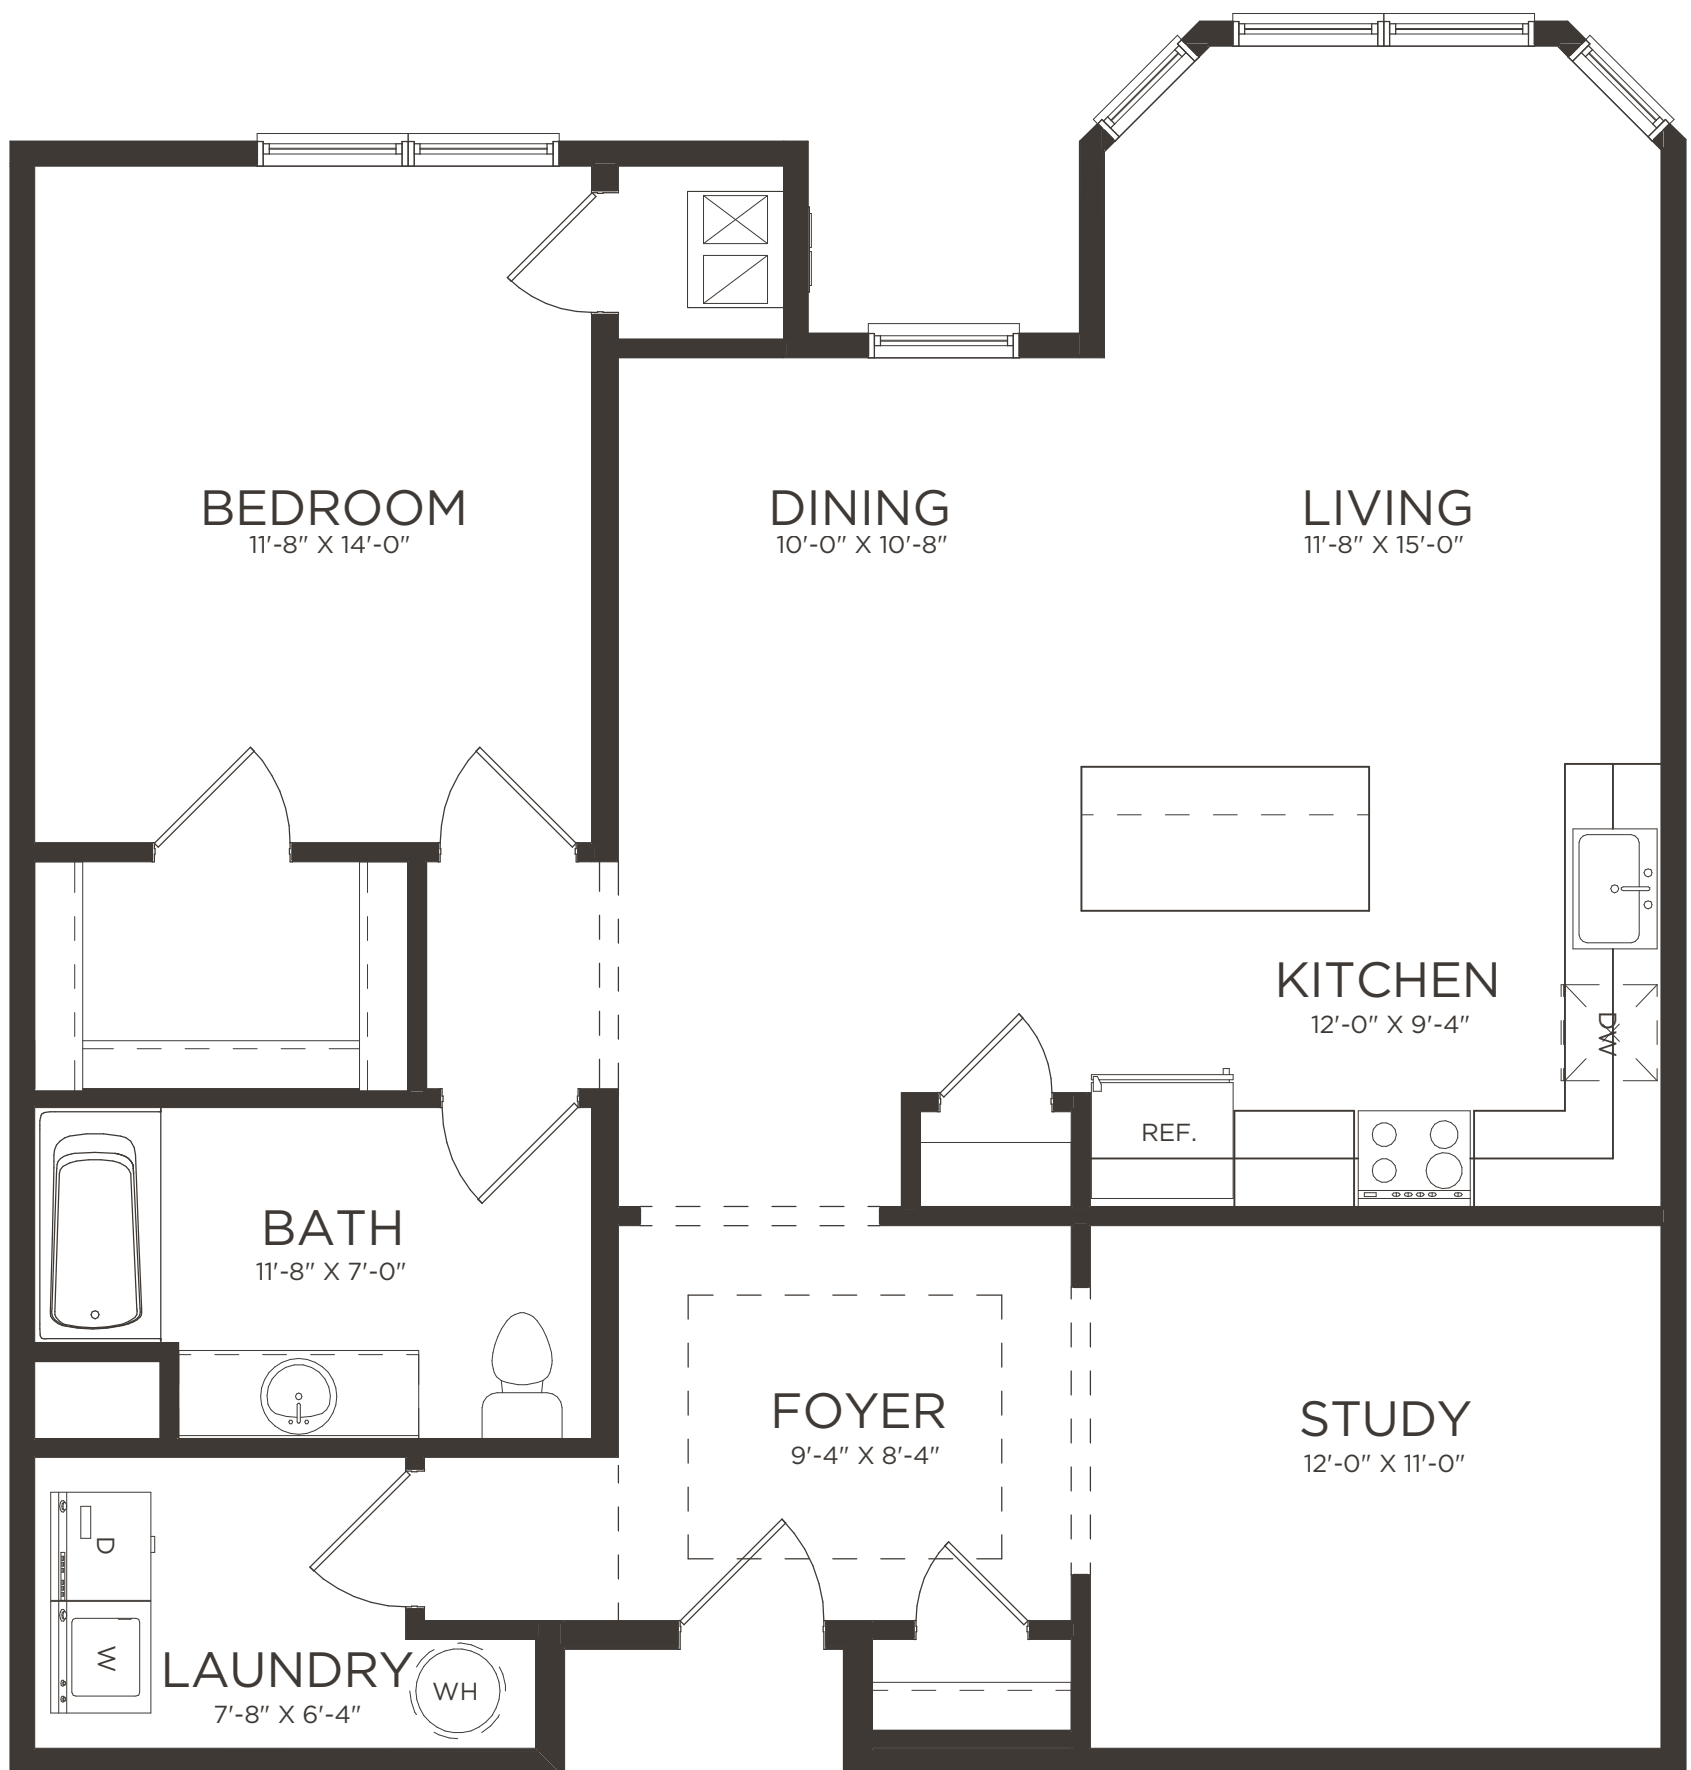 BEDROOM
11'-8" X 14'-0"
DINING
10'-0" X 10'-8"
LIVING
11'-8" X 15'-0"
KITCHEN
12'-0" X 9'-4"
DW
REF.
BATH
11'-8" X 7'-0"
FOYER
9'-4" X 8'-4"
STUDY
12'-0" X 11'-0"
D
W
LAUNDRY
7'-8" X 6'-4"
WH